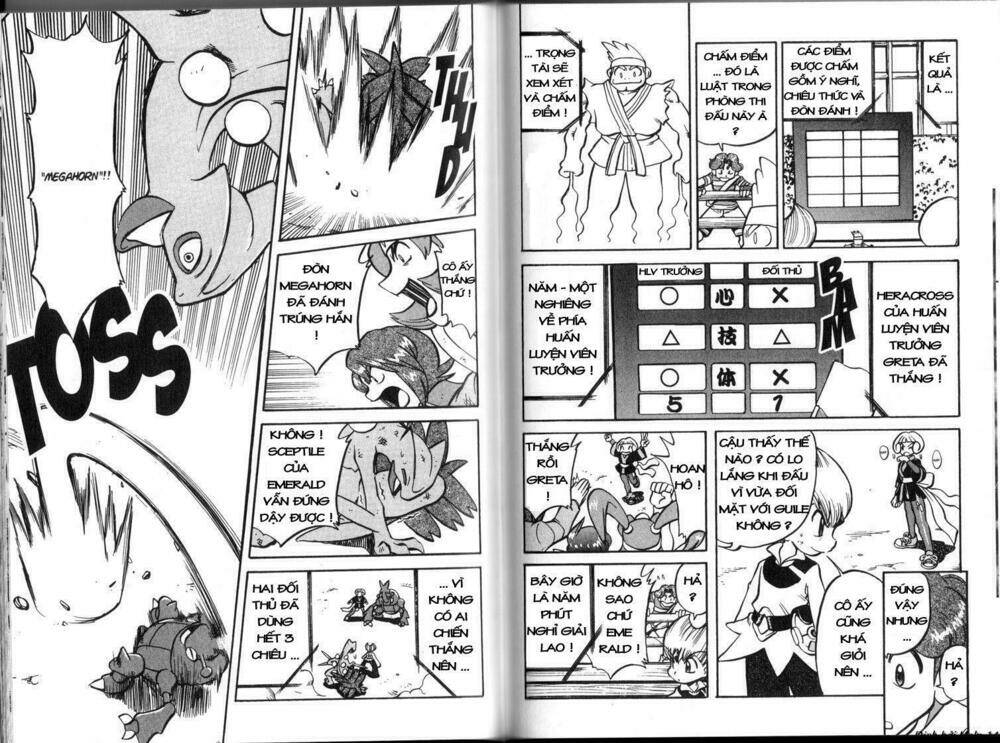 "MEGAHORN"!!
TOSS
THUD
ĐÒN
MEGAHORN
ĐÃ ĐÁNH
TRÚNG HẮN
!
CÔ ẤY
THẮNG
CHỨ !
KHÔNG !
SCEPTILE
CỦA
EMERALD
VẪN ĐỨNG
DẬY ĐƯỢC !
HAI ĐỐI
THỦ ĐÃ
DÙNG
HẾT 3
CHIÊU ...
... VÌ
KHÔNG
CÓ AI
CHIẾN
THẮNG
NÊN ...
... TRỌNG
TÀI SẼ
XEM XÉT
VÀ CHẤM
ĐIỂM !
CHẤM ĐIỂM
... ĐÓ LÀ
LUẬT TRONG
PHÒNG THI
ĐẤU NÀY À
?
CÁC ĐIỂM
ĐƯỢC CHẤM
GỒM Ý NGHĨ,
CHIÊU THỨC VÀ
ĐÒN ĐÁNH !
KẾT
QUẢ
LÀ ...
NĂM - MỘT
NGHIÊNG
VỀ PHÍA
HUẤN
LUYỆN VIÊN
TRƯỞNG !
HLV TRƯỞNG ĐỐI THỦ
○ 心 ×
△ 技 △
○ 体 ×
5 1
BAM
HERACROSS
CỦA HUẤN
LUYỆN VIÊN
TRƯỞNG
GRETA ĐÃ
THẮNG !
THẮNG
RỒI
GRETA !
HOAN
HÔ !
CẬU THẤY THẾ
NÀO ? CÓ LO
LẮNG KHI ĐẤU
VÌ VỪA ĐỐI
MẶT VỚI GUILE
KHÔNG ?
BÂY GIỜ
LÀ NĂM
PHÚT
NGHỈ GIẢI
LAO !
KHÔNG
SAO
CHỨ
EME
RALD ?
HẢ
?
CÔ ẤY
CŨNG
KHÁ
GIỎI
NÊN ...
ĐÚNG
VẬY
NHƯNG
...
HẢ
?